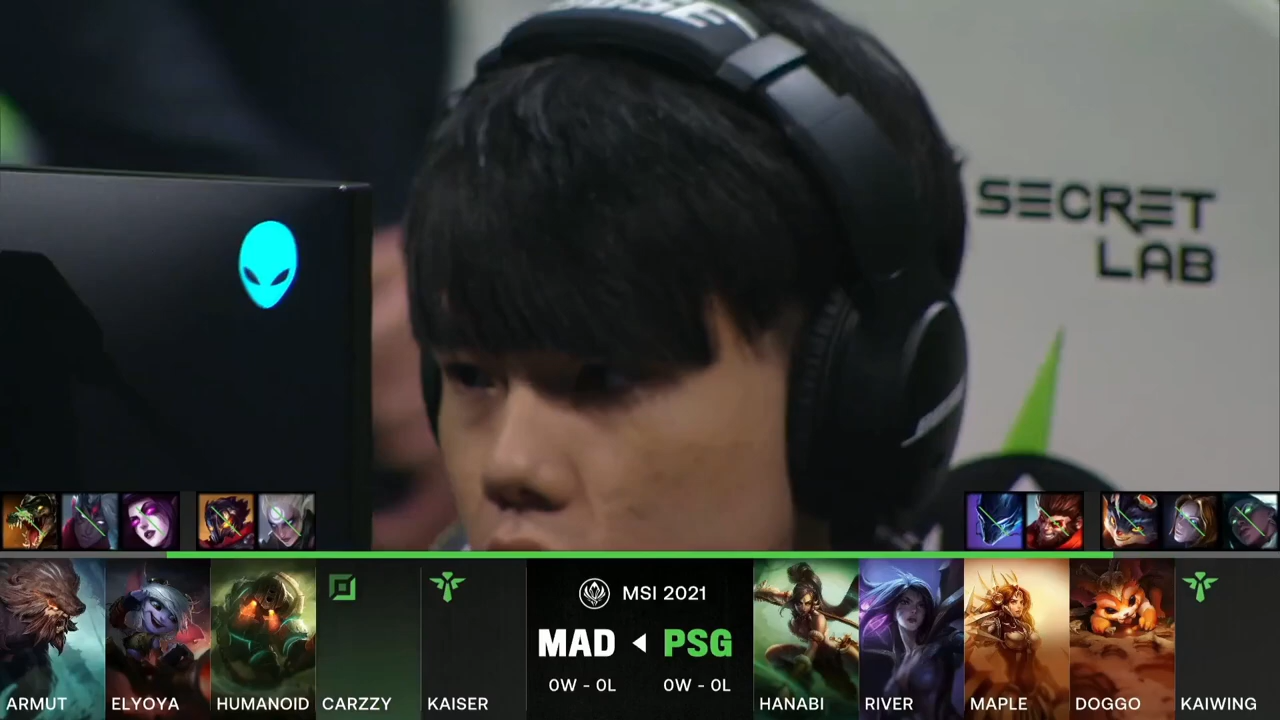 SECRET
LAB
MSI 2021
MAD PSG
0W - 0L 0W - 0L
ARMUT ELYOYA HUMANOID CARZZY KAISER HANABI RIVER MAPLE DOGGO KAIWING